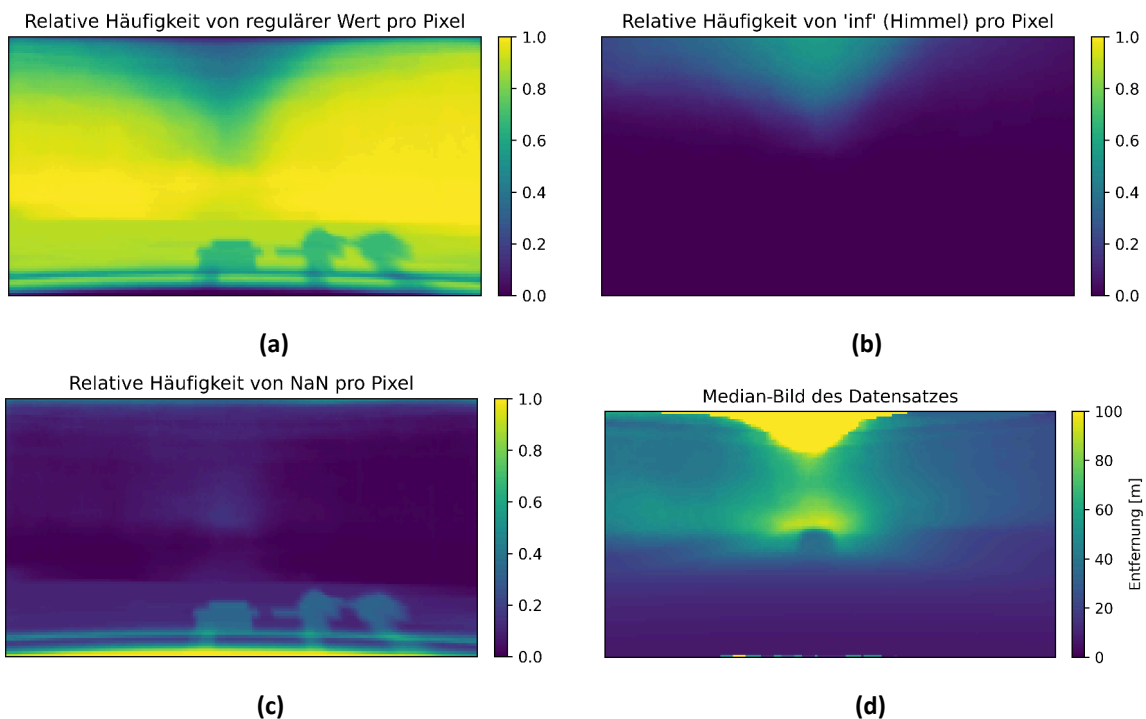 Relative Häufigkeit von regulärer Wert pro Pixel
1.0
0.8
0.6
0.4
0.2
0.0
(a)
Relative Häufigkeit von 'inf' (Himmel) pro Pixel
1.0
0.8
0.6
0.4
0.2
0.0
(b)
Relative Häufigkeit von NaN pro Pixel
1.0
0.8
0.6
0.4
0.2
0.0
(c)
Median-Bild des Datensatzes
100
80
60
40
20
0
Entfernung [m]
(d)